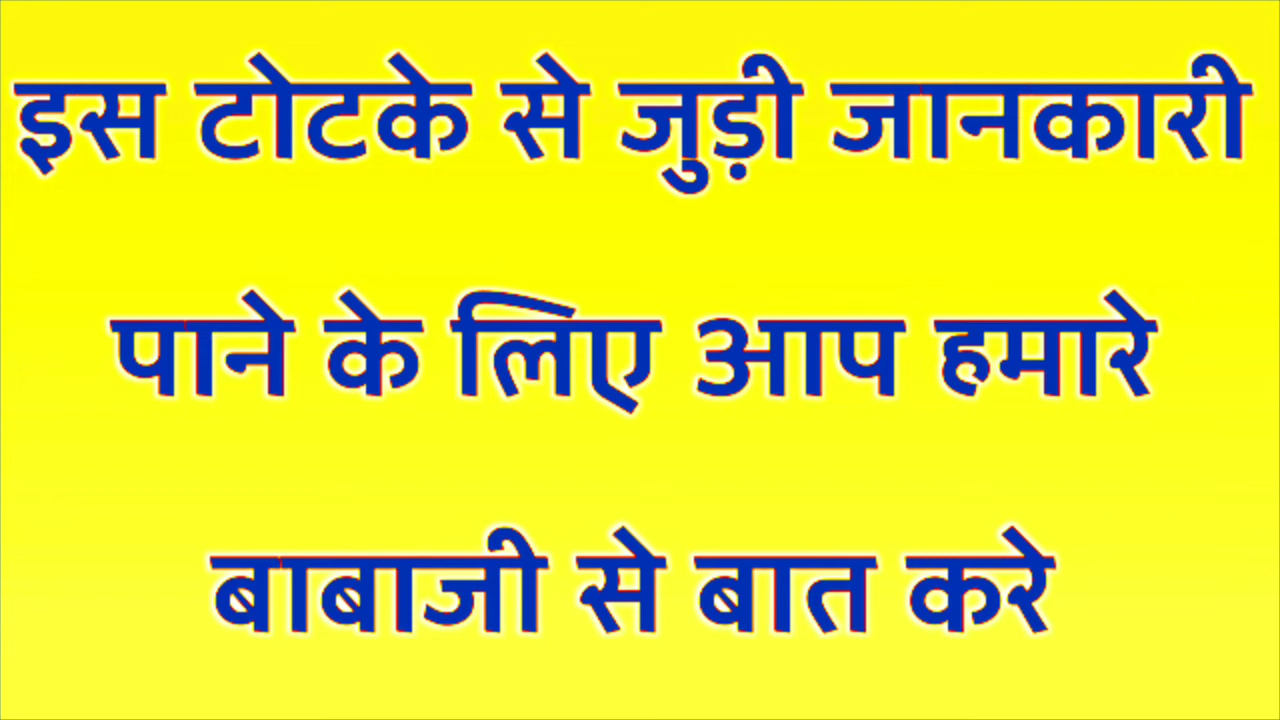 इस टोटके से जुड़ी जानकारी
पाने के लिए आप हमारे
बाबाजी से बात करे